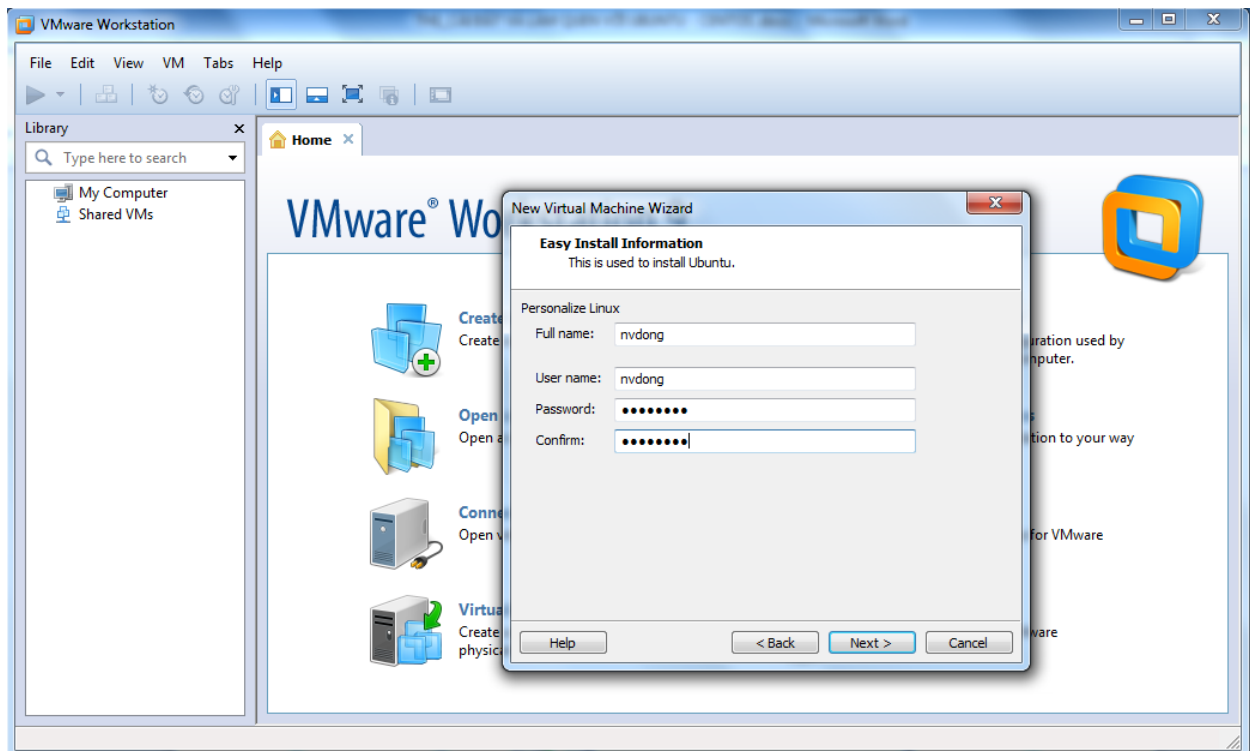 VMware Workstation
File Edit View VM Tabs Help
Library
Type here to search
My Computer
Shared VMs
Home
VMware® Wo
New Virtual Machine Wizard
Easy Install Information
This is used to install Ubuntu.
Personalize Linux
Full name: nvdong
User name: nvdong
Password: ••••••••
Confirm: ••••••••
Help < Back Next > Cancel
Create
Create
uration used by
nputer.
Open
Open a
tion to your way
Conne
Open v
for VMware
Virtua
Create
ware
physica